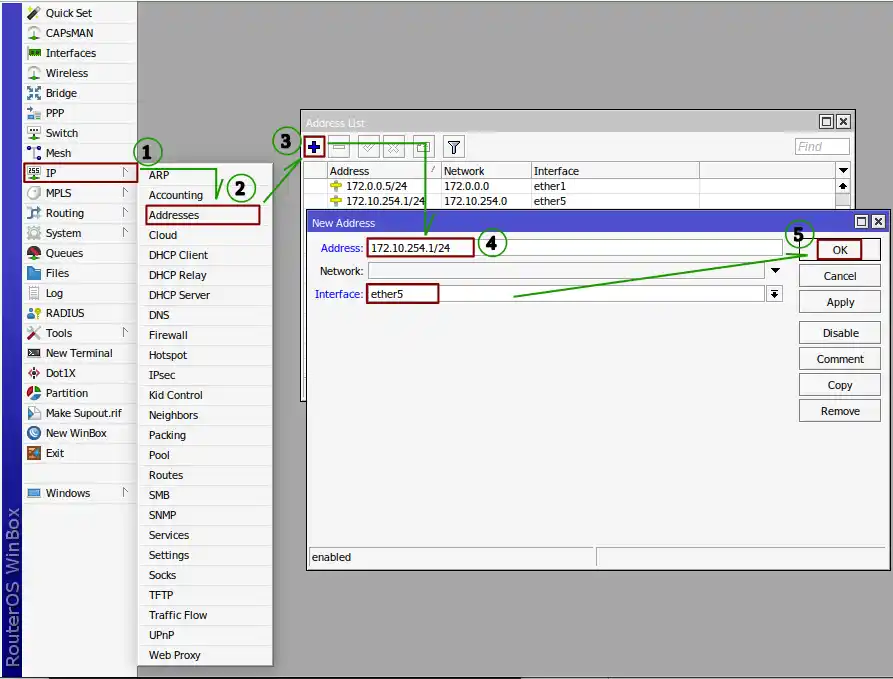 Quick Set
CAPsMAN
Interfaces
Wireless
Bridge
PPP
Switch
Mesh
IP
MPLS
Routing
System
Queues
Files
Log
RADIUS
Tools
New Terminal
Dot1X
Partition
Make Supout.rif
New WinBox
Exit
Windows
RouterOS WinBox
1
2
ARP
Accounting
Addresses
Cloud
DHCP Client
DHCP Relay
DHCP Server
DNS
Firewall
Hotspot
IPsec
Kid Control
Neighbors
Packing
Pool
Routes
SMB
SNMP
Services
Settings
Socks
TFTP
Traffic Flow
UPnP
Web Proxy
3
Address List
Find
Address Network Interface
172.0.0.5/24 172.0.0.0 ether1
172.10.254.1/24 172.10.254.0 ether5
New Address
Address: 172.10.254.1/24
4
Network:
Interface: ether5
5
OK
Cancel
Apply
Disable
Comment
Copy
Remove
enabled